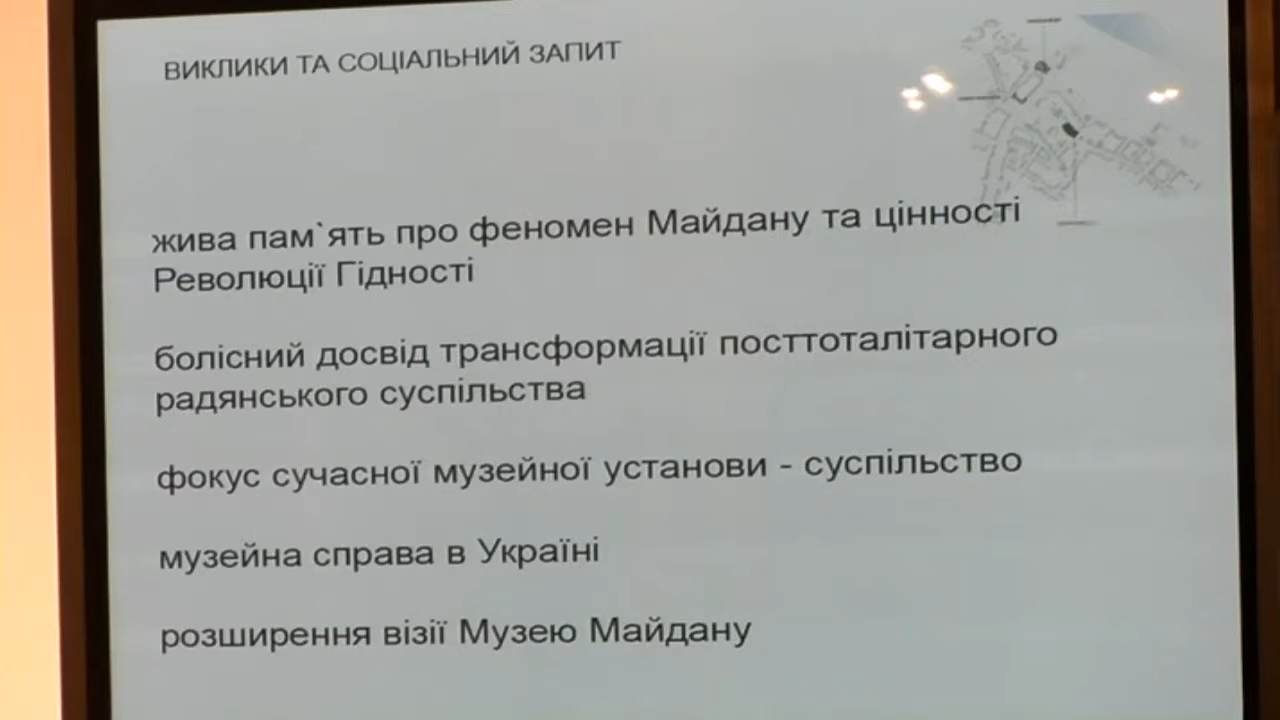 ВИКЛИКИ ТА СОЦІАЛЬНИЙ ЗАПИТ
жива пам`ять про феномен Майдану та цінності
Революції Гідності
болісний досвід трансформації посттоталітарного
радянського суспільства
фокус сучасної музейної установи - суспільство
музейна справа в Україні
розширення візії Музею Майдану